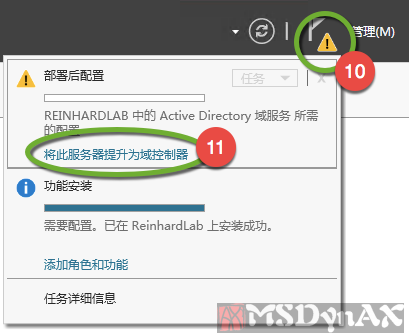 管理(M)
10
部署后配置
任务
X
REINHARDLAB 中的 Active Directory 域服务 所需
的配置
11
将此服务器提升为域控制器
功能安装
需要配置。已在 ReinhardLab 上安装成功。
添加角色和功能
任务详细信息
MSDynAX